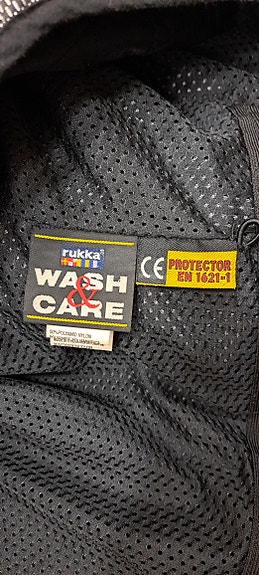 rukka
WASH
&
CARE
CE PROTECTOR
EN 1621-1